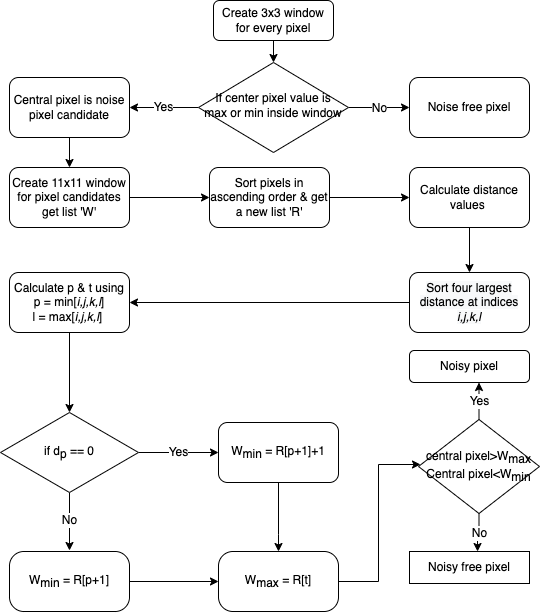 Create 3x3 window
for every pixel
If center pixel value is
max or min inside window
Yes
No
Central pixel is noise
pixel candidate
Noise free pixel
Create 11x11 window
for pixel candidates
get list 'W'
Sort pixels in
ascending order & get
a new list 'R'
Calculate distance
values
Sort four largest
distance at indices
i,j,k,l
Calculate p & t using
p = min[i,j,k,l]
l = max[i,j,k,l]
if dp == 0
Yes
Wmin = R[p+1]+1
No
Wmin = R[p+1]
Wmax = R[t]
central pixel>Wmax
Central pixel<Wmin
Yes
Noisy pixel
No
Noisy free pixel